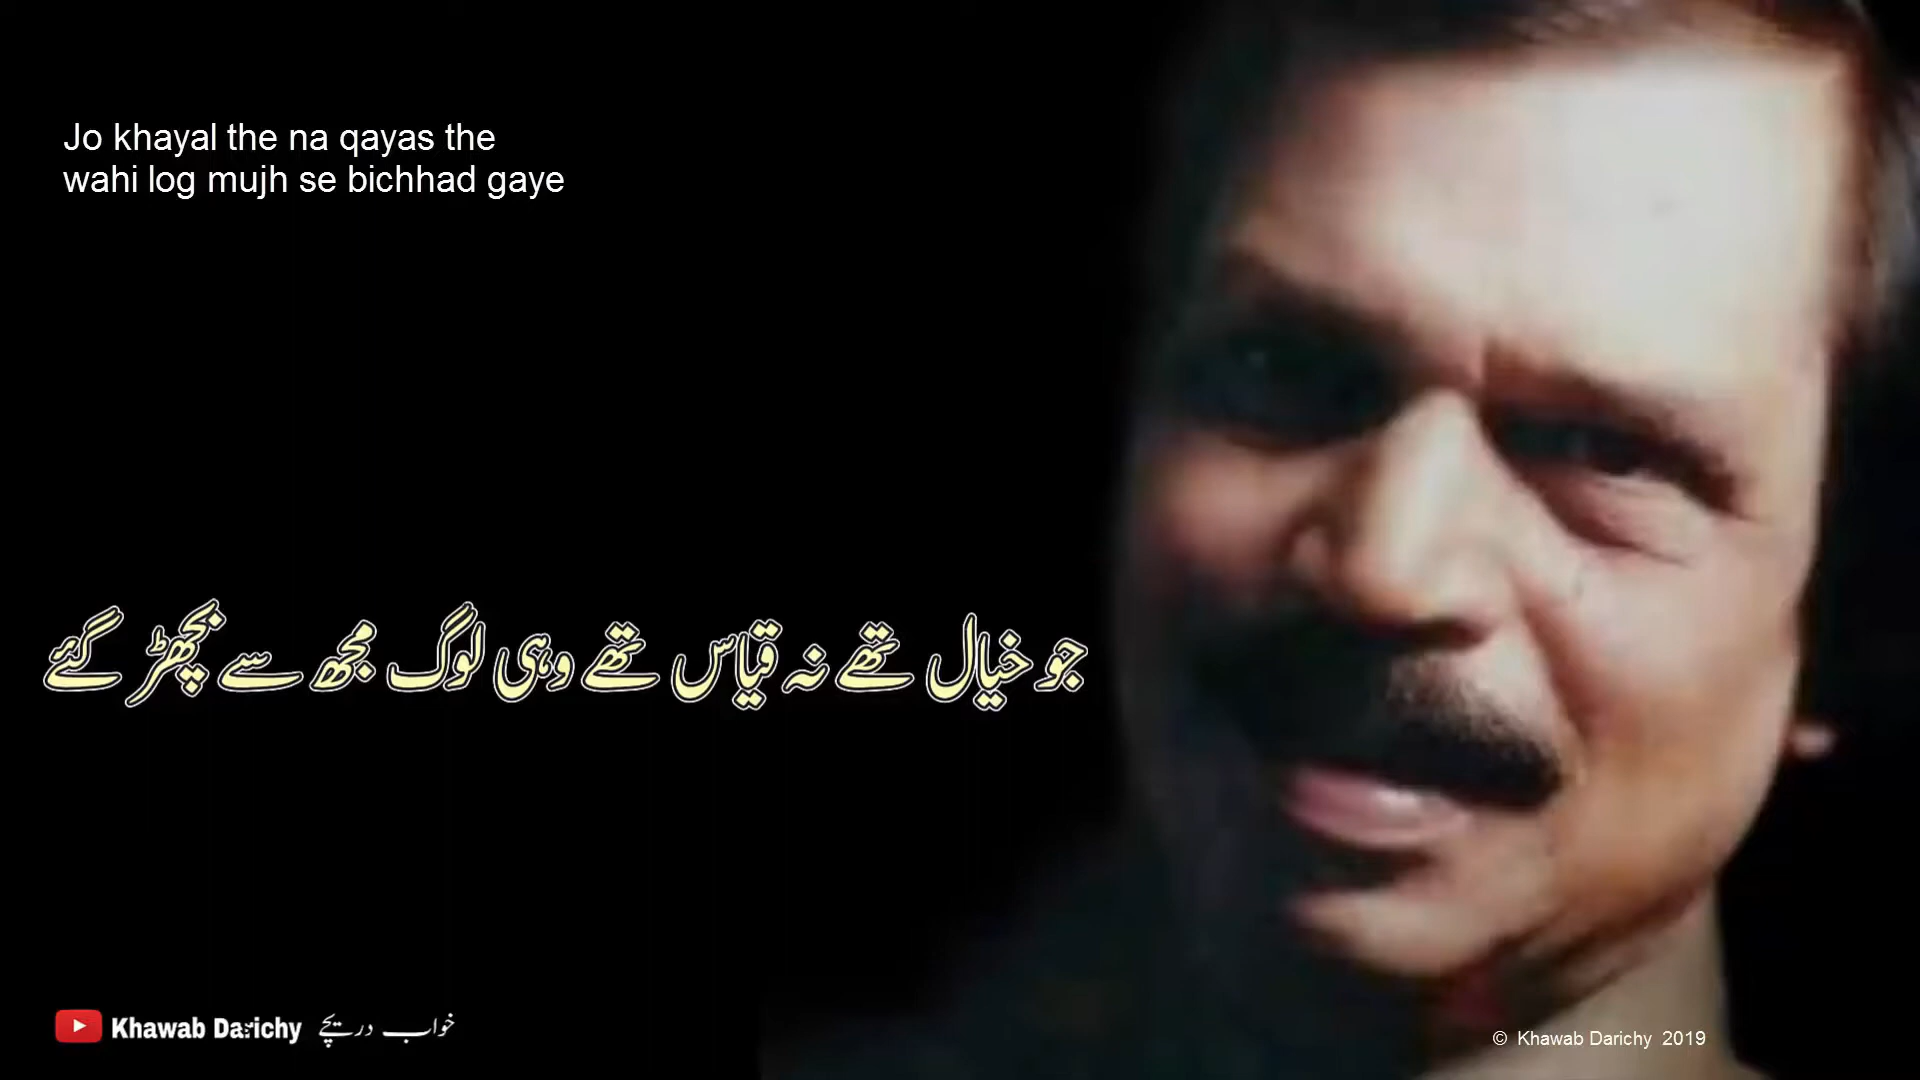 Jo khayal the na qayas the
wahi log mujh se bichhad gaye
جو خیال تھے نہ قیاس تھے وہی لوگ مجھ سے بچھڑ گئے
Khawab Darichy خواب دریچے
© Khawab Darichy 2019